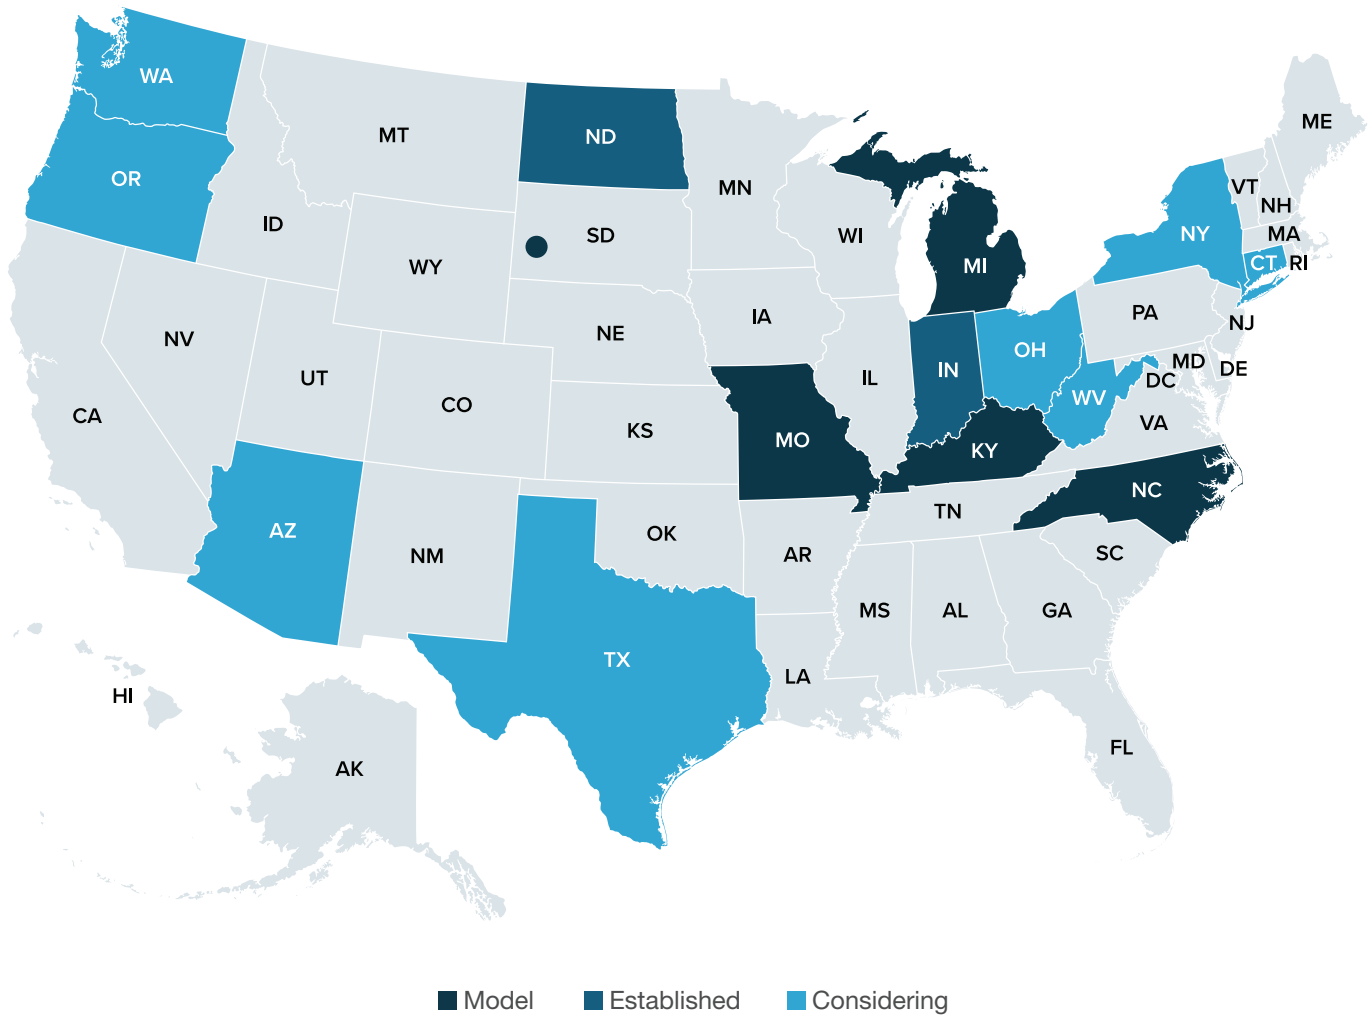 WA
ME
MT
ND
OR
MN
VT
NH
ID
SD
WI
NY
MA
WY
MI
CT
RI
NV
NE
IA
PA
NJ
UT
CO
IL
IN
OH
MD
DE
DC
CA
KS
MO
KY
WV
VA
NC
AZ
NM
OK
AR
TN
SC
MS
AL
GA
TX
LA
HI
AK
FL
Model
Established
Considering